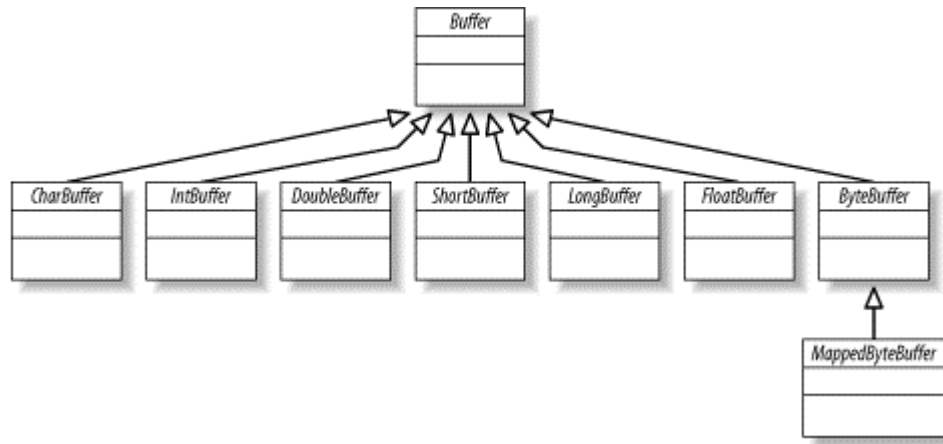 Buffer
CharBuffer
IntBuffer
DoubleBuffer
ShortBuffer
LongBuffer
FloatBuffer
ByteBuffer
MappedByteBuffer